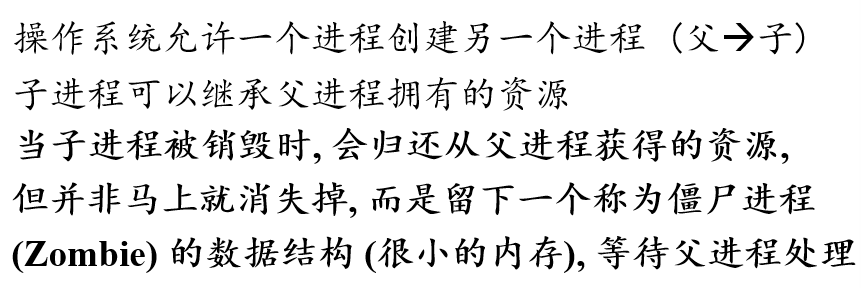 操作系统允许一个进程创建另一个进程（父→子）
子进程可以继承父进程拥有的资源
当子进程被销毁时, 会归还从父进程获得的资源,
但并非马上就消失掉, 而是留下一个称为僵尸进程
(Zombie) 的数据结构 (很小的内存), 等待父进程处理